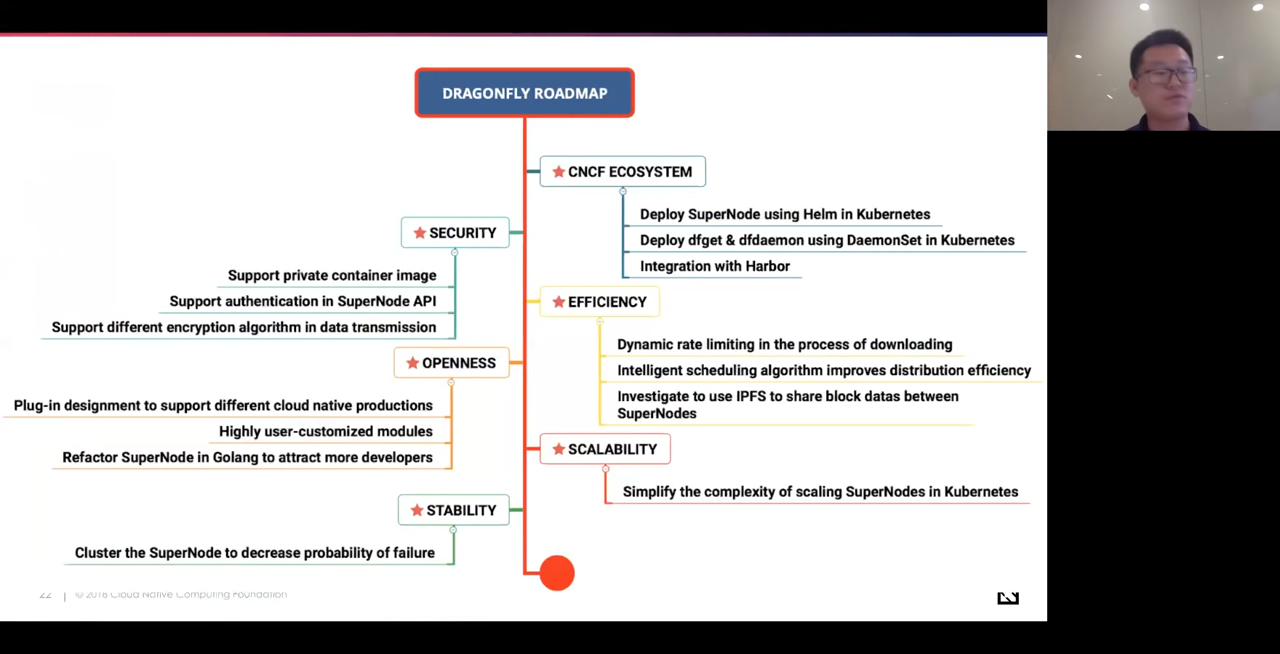 DRAGONFLY ROADMAP
CNCF ECOSYSTEM
Deploy SuperNode using Helm in Kubernetes
Deploy dfget & dfdaemon using DaemonSet in Kubernetes
Integration with Harbor
SECURITY
Support private container image
Support authentication in SuperNode API
Support different encryption algorithm in data transmission
EFFICIENCY
Dynamic rate limiting in the process of downloading
Intelligent scheduling algorithm improves distribution efficiency
Investigate to use IPFS to share block datas between
SuperNodes
OPENNESS
Plug-in designment to support different cloud native productions
Highly user-customized modules
Refactor SuperNode in Golang to attract more developers
SCALABILITY
Simplify the complexity of scaling SuperNodes in Kubernetes
STABILITY
Cluster the SuperNode to decrease probability of failure
22 | © 2018 Cloud Native Computing Foundation